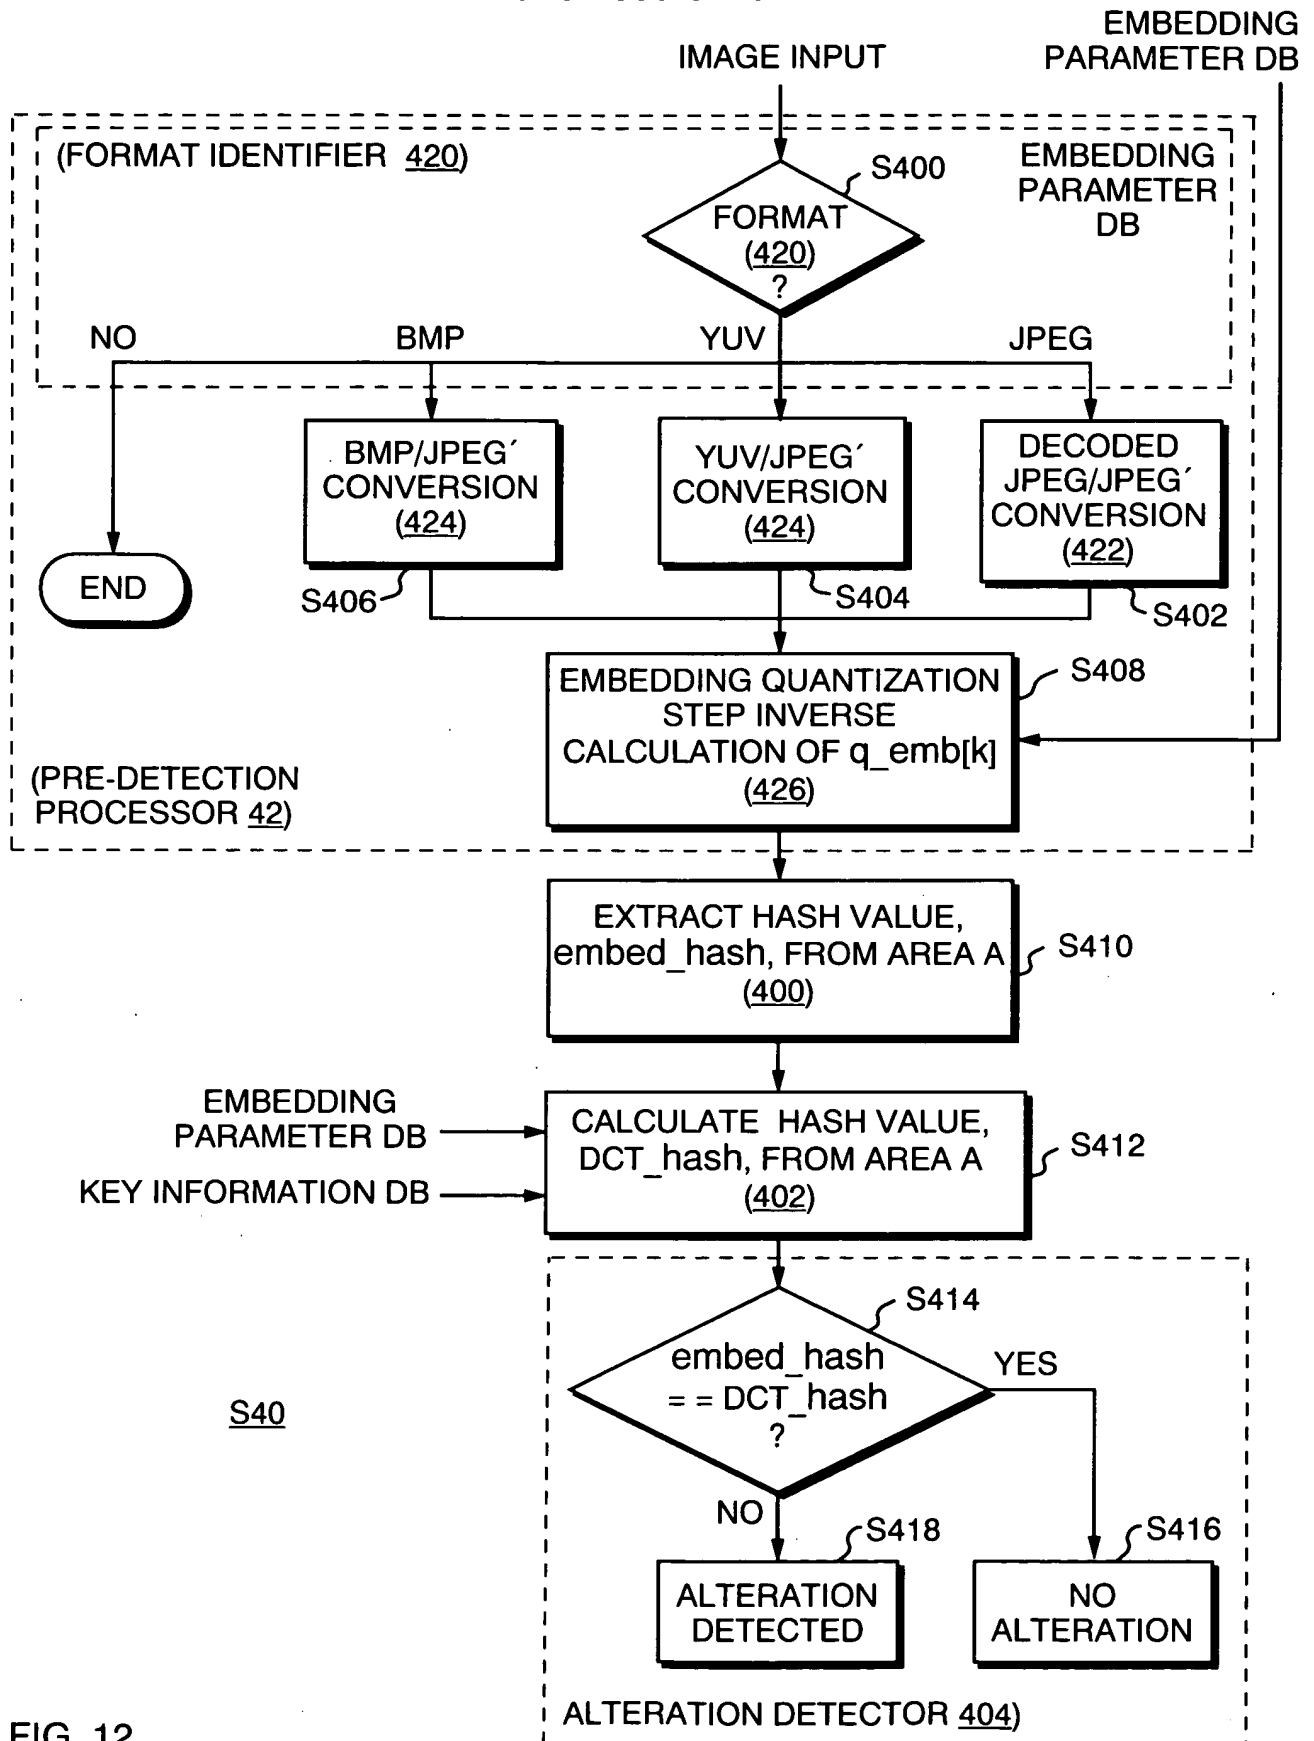 EMBEDDING
PARAMETER DB
IMAGE INPUT
(FORMAT IDENTIFIER 420)
EMBEDDING
PARAMETER
DB
S400
FORMAT
(420)
?
NO
BMP
YUV
JPEG
BMP/JPEG´
CONVERSION
(424)
YUV/JPEG´
CONVERSION
(424)
DECODED
JPEG/JPEG´
CONVERSION
(422)
END
S406
S404
S402
EMBEDDING QUANTIZATION
STEP INVERSE
CALCULATION OF q_emb[k]
(426)
S408
(PRE-DETECTION
PROCESSOR 42)
EXTRACT HASH VALUE,
embed_hash, FROM AREA A
(400)
S410
EMBEDDING
PARAMETER DB
KEY INFORMATION DB
CALCULATE HASH VALUE,
DCT_hash, FROM AREA A
(402)
S412
S414
embed_hash
= = DCT_hash
?
YES
S40
NO
S418
S416
ALTERATION
DETECTED
NO
ALTERATION
ALTERATION DETECTOR 404)
FIG. 12